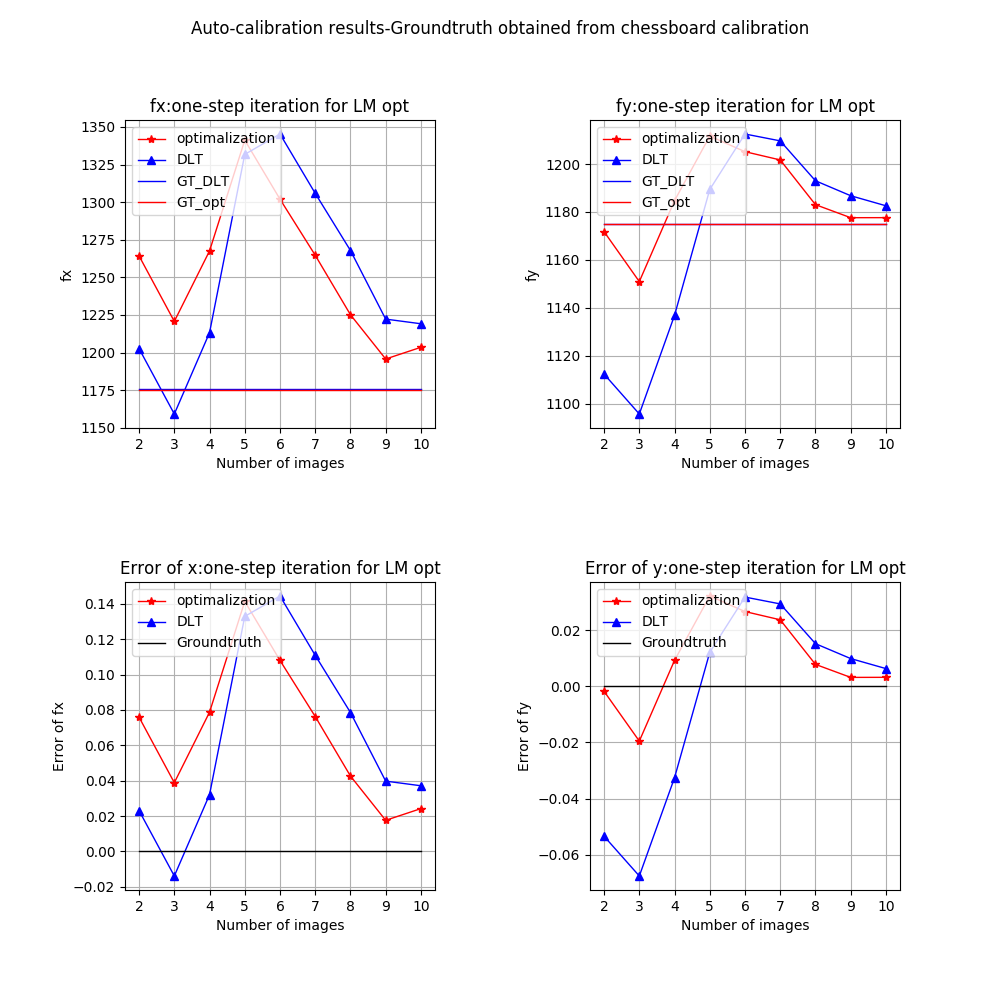 Auto-calibration results-Groundtruth obtained from chessboard calibration
fx:one-step iteration for LM opt
1350
1325
1300
1275
1250
1225
1200
1175
1150
fx
optimalization
DLT
GT_DLT
GT_opt
2 3 4 5 6 7 8 9 10
Number of images
fy:one-step iteration for LM opt
1200
1180
1160
1140
1120
1100
fy
optimalization
DLT
GT_DLT
GT_opt
2 3 4 5 6 7 8 9 10
Number of images
Error of x:one-step iteration for LM opt
0.14
0.12
0.10
0.08
0.06
0.04
0.02
0.00
−0.02
Error of fx
optimalization
DLT
Groundtruth
2 3 4 5 6 7 8 9 10
Number of images
Error of y:one-step iteration for LM opt
0.02
0.00
−0.02
−0.04
−0.06
Error of fy
optimalization
DLT
Groundtruth
2 3 4 5 6 7 8 9 10
Number of images